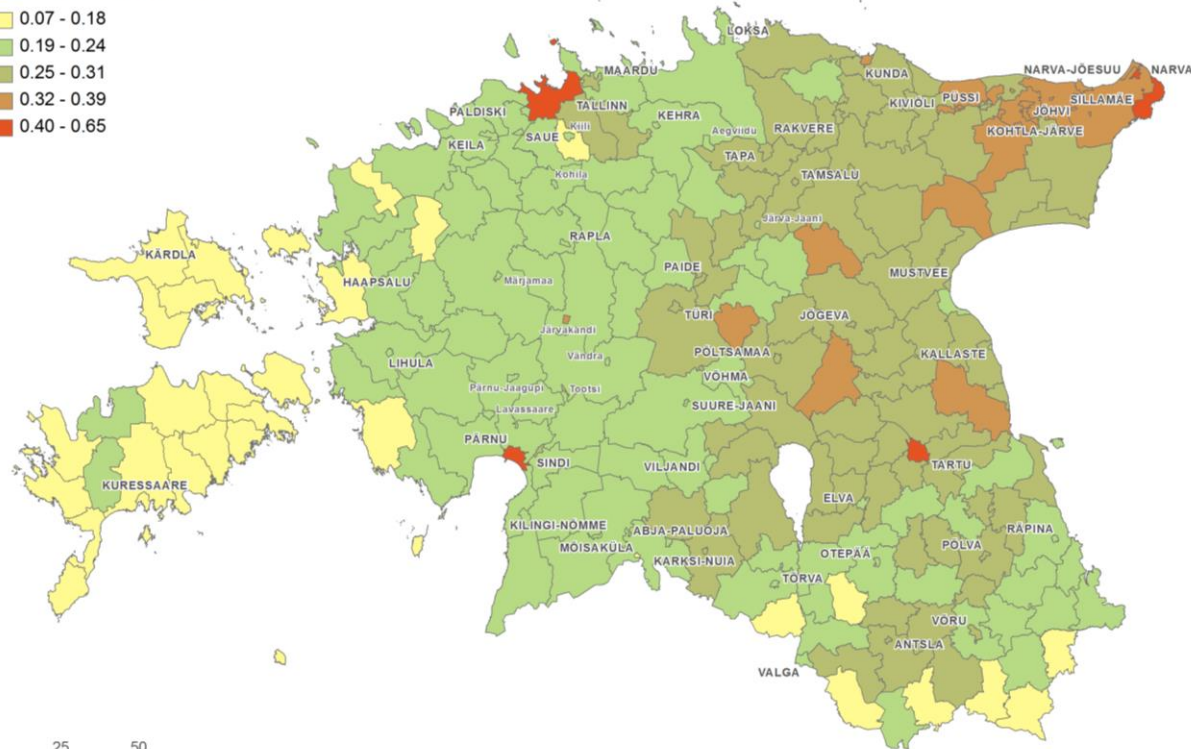 0.07 - 0.18
0.19 - 0.24
0.25 - 0.31
0.32 - 0.39
0.40 - 0.65
LOKSA
MAARDU
KUNDA
NARVA-JÕESUU
NARVA
PALDISKI
TALLINN
KEHRA
KIVIÕLI
PÜSSI
SILLAMÄE
JÕHVI
SAUE
Kiili
Aegviidu
RAKVERE
KOHTLA-JÄRVE
KEILA
TAPA
Kohila
TAMSALU
Järva-Jaani
RAPLA
KÄRDLA
PAIDE
MUSTVEE
HAAPSALU
Märjamaa
TÜRI
JÕGEVA
Järvakandi
PÕLTSAMAA
KALLASTE
LIHULA
Vändra
VÕHMA
Pärnu-Jaagupi
Tootsi
Lavassaare
SUURE-JAANI
PÄRNU
SINDI
VILJANDI
TARTU
KURESSAARE
ELVA
KILINGI-NÕMME
ABJA-PALUOJA
RÄPINA
MÕISAKÜLA
PÕLVA
KARKSI-NUIA
OTEPÄÄ
TÕRVA
VÕRU
ANTSLA
VALGA
25
50